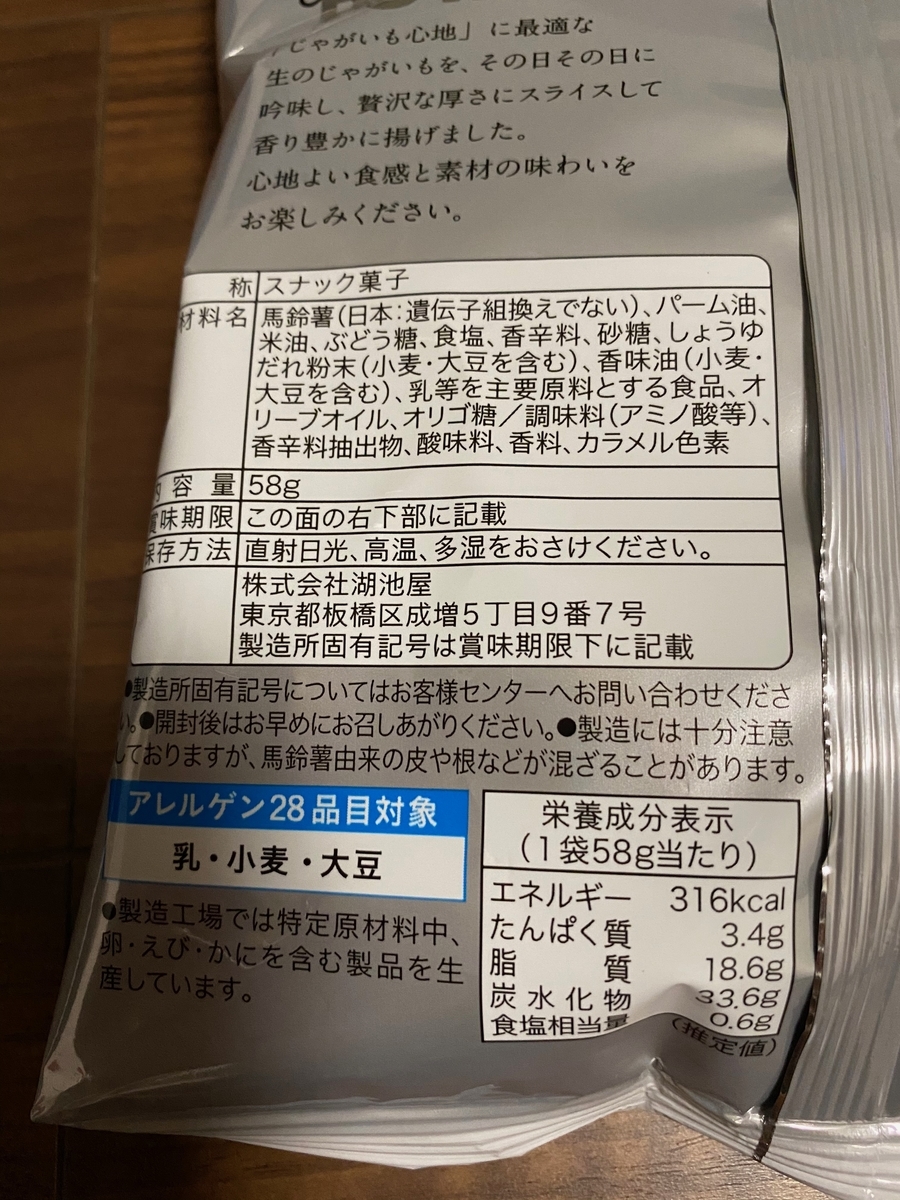 「じゃがいも心地」に最適な
生のじゃがいもを、その日その日に
吟味し、贅沢な厚さにスライスして
香り豊かに揚げました。
心地よい食感と素材の味わいを
お楽しみください。
称 スナック菓子
材料名 馬鈴薯(日本:遺伝子組換えでない)、パーム油、
米油、ぶどう糖、食塩、香辛料、砂糖、しょうゆ
だれ粉末(小麦・大豆を含む)、香味油(小麦・
大豆を含む)、乳等を主要原料とする食品、オ
リーブオイル、オリゴ糖/調味料(アミノ酸等)、
香辛料抽出物、酸味料、香料、カラメル色素
内容量 58g
賞味期限 この面の右下部に記載
保存方法 直射日光、高温、多湿をおさけください。
株式会社湖池屋
東京都板橋区成増5丁目9番7号
製造所固有記号は賞味期限下に記載
●製造所固有記号についてはお客様センターへお問い合わせくださ
い。●開封後はお早めにお召しあがりください。●製造には十分注意
しておりますが、馬鈴薯由来の皮や根などが混ざることがあります。
アレルゲン28品目対象
乳・小麦・大豆
●製造工場では特定原材料中、
卵・えび・かにを含む製品を生
産しています。
栄養成分表示
(1袋58g当たり)
エネルギー 316kcal
たんぱく質 3.4g
脂質 18.6g
炭水化物 33.6g
食塩相当量 0.6g
(推定値)